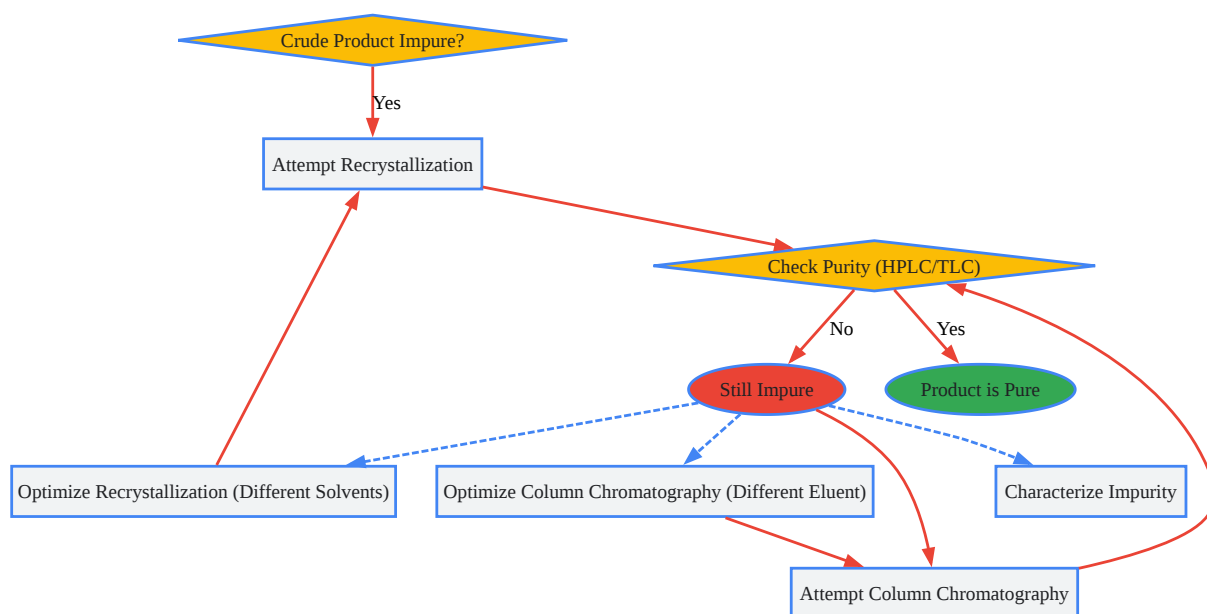 Crude Product Impure?
Yes
Attempt Recrystallization
Check Purity (HPLC/TLC)
No
Yes
Still Impure
Product is Pure
Optimize Recrystallization (Different Solvents)
Optimize Column Chromatography (Different Eluent)
Characterize Impurity
Attempt Column Chromatography